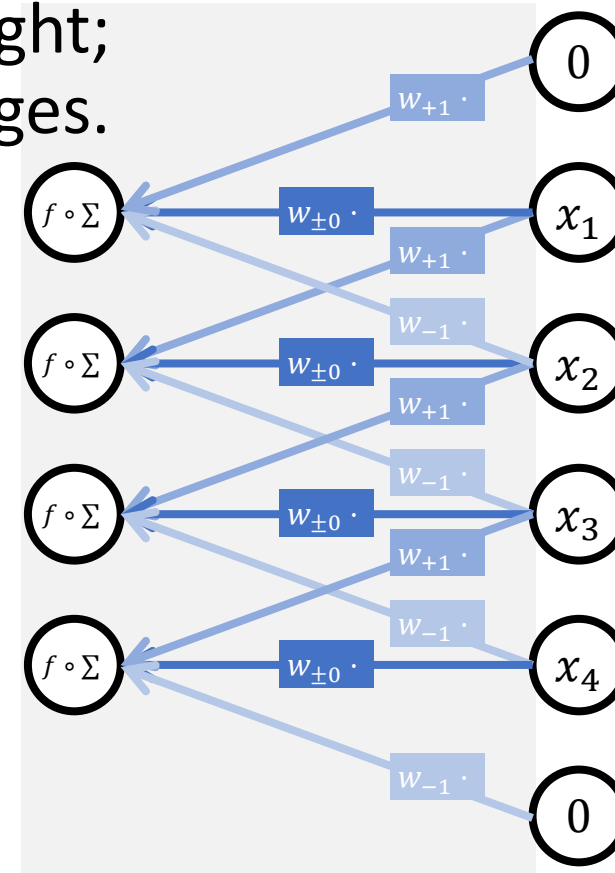 ght;
ges.
0
w₊₁ ·
f ∘ Σ w±₀ · x₁
w₊₁ ·
w₋₁ ·
f ∘ Σ w±₀ · x₂
w₊₁ ·
w₋₁ ·
f ∘ Σ w±₀ · x₃
w₊₁ ·
w₋₁ ·
f ∘ Σ w±₀ · x₄
w₋₁ ·
0